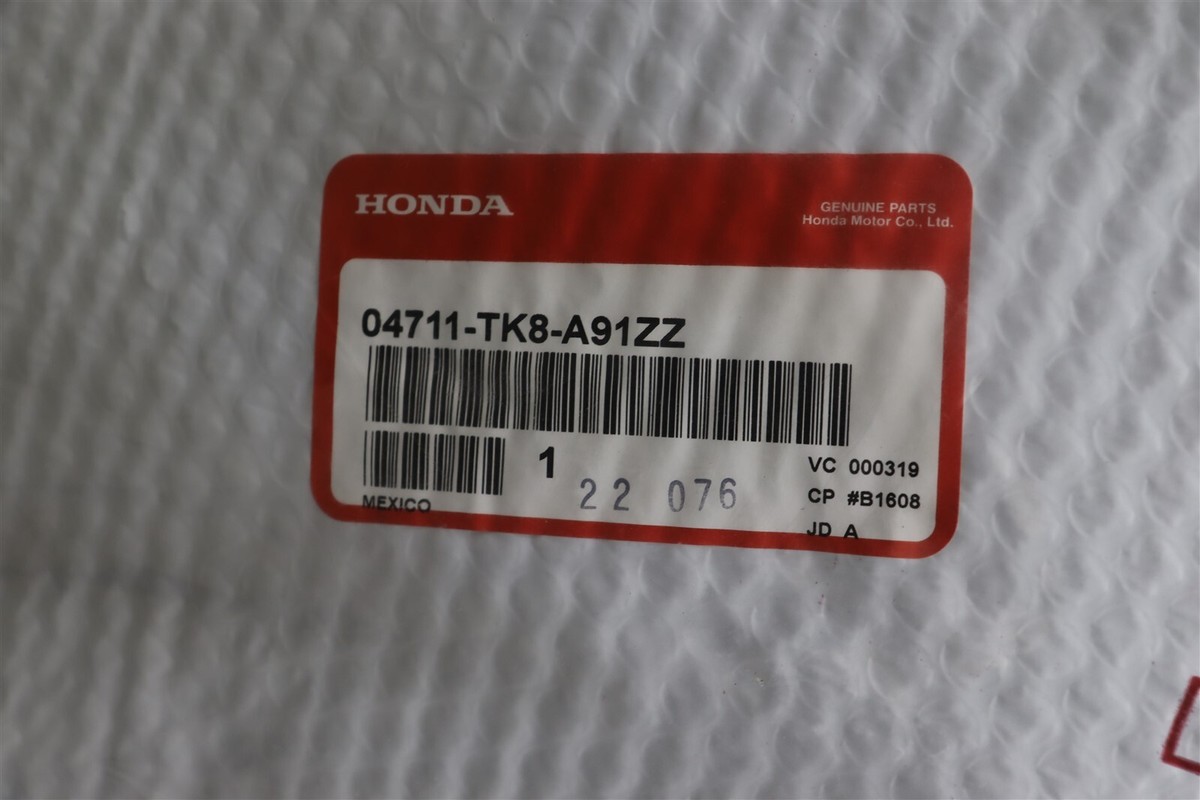 HONDA
GENUINE PARTS
Honda Motor Co., Ltd.
04711-TK8-A91ZZ
1
22 076
MEXICO
VC 000319
CP #B1608
JD A